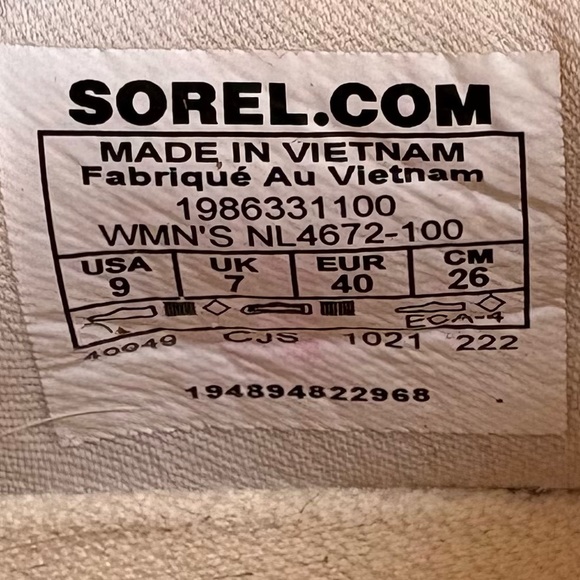 SOREL.COM
MADE IN VIETNAM
Fabriqué Au Vietnam
1986331100
WMN'S NL4672-100
USA UK EUR CM
9 7 40 26
ECA-4
40049 CJS 1021 222
194894822968